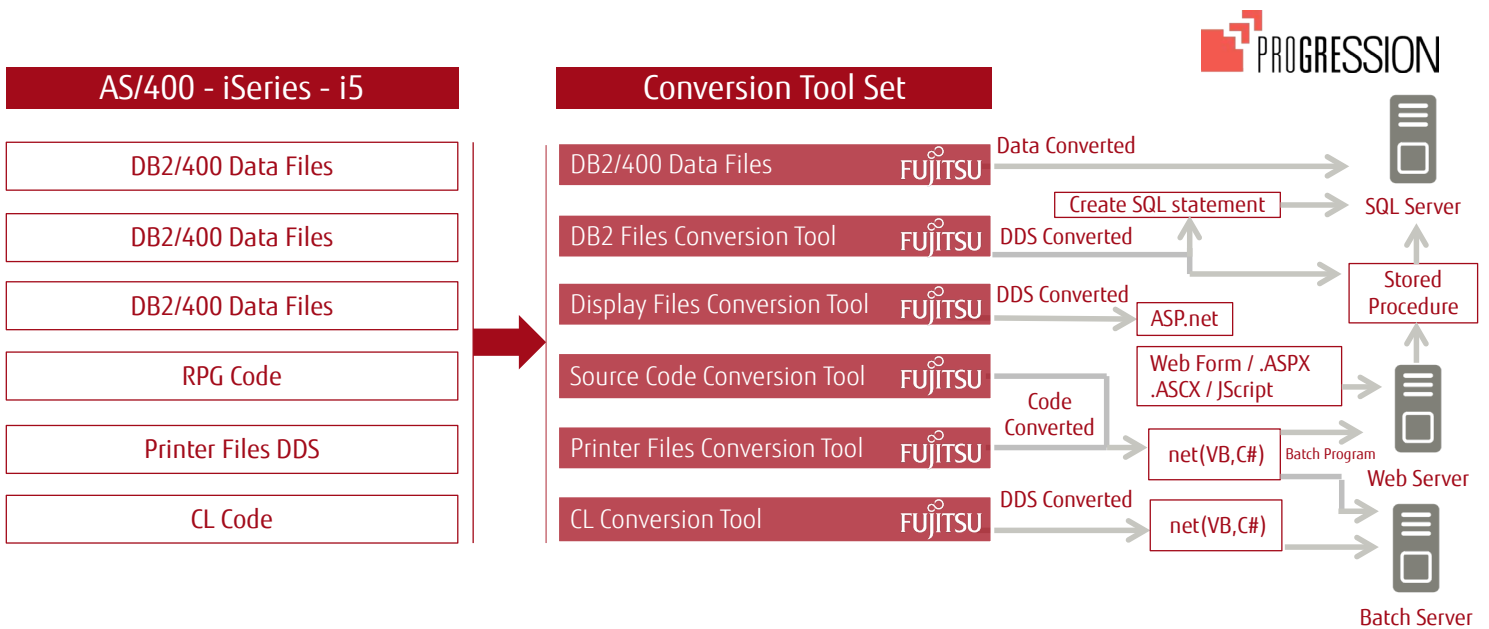 PROGRESSION
AS/400 - iSeries - i5
Conversion Tool Set
DB2/400 Data Files
DB2/400 Data Files
DB2/400 Data Files
RPG Code
Printer Files DDS
CL Code
DB2/400 Data Files FUJITSU
DB2 Files Conversion Tool FUJITSU
Display Files Conversion Tool FUJITSU
Source Code Conversion Tool FUJITSU
Printer Files Conversion Tool FUJITSU
CL Conversion Tool FUJITSU
Data Converted
Create SQL statement
SQL Server
DDS Converted
Stored
Procedure
DDS Converted
ASP.net
Web Form / .ASPX
.ASCX / JScript
Code
Converted
net(VB,C#)
Batch Program
Web Server
DDS Converted
net(VB,C#)
Batch Server